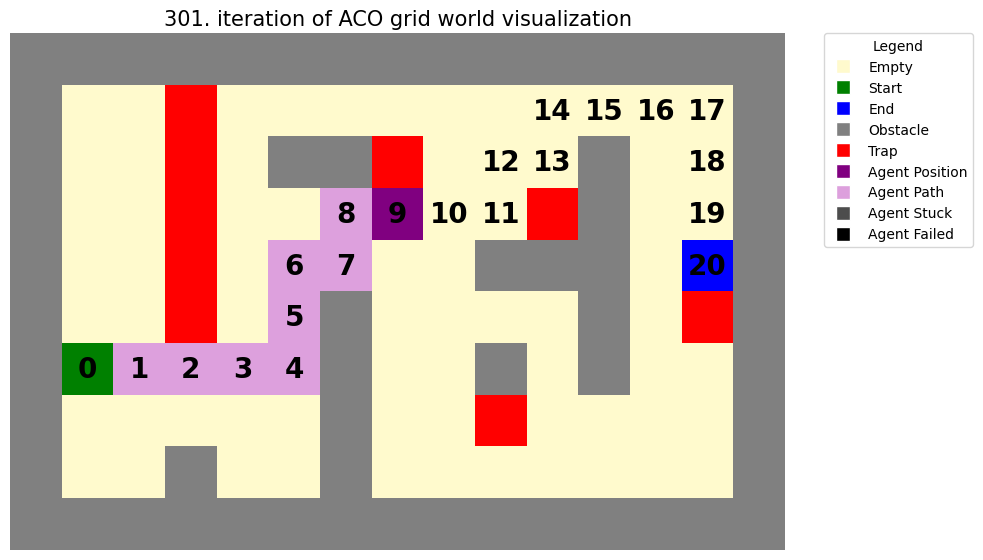 301. iteration of ACO grid world visualization
14 15 16 17
12 13 18
8 9 10 11 19
6 7 20
5
0 1 2 3 4
Legend
Empty
Start
End
Obstacle
Trap
Agent Position
Agent Path
Agent Stuck
Agent Failed